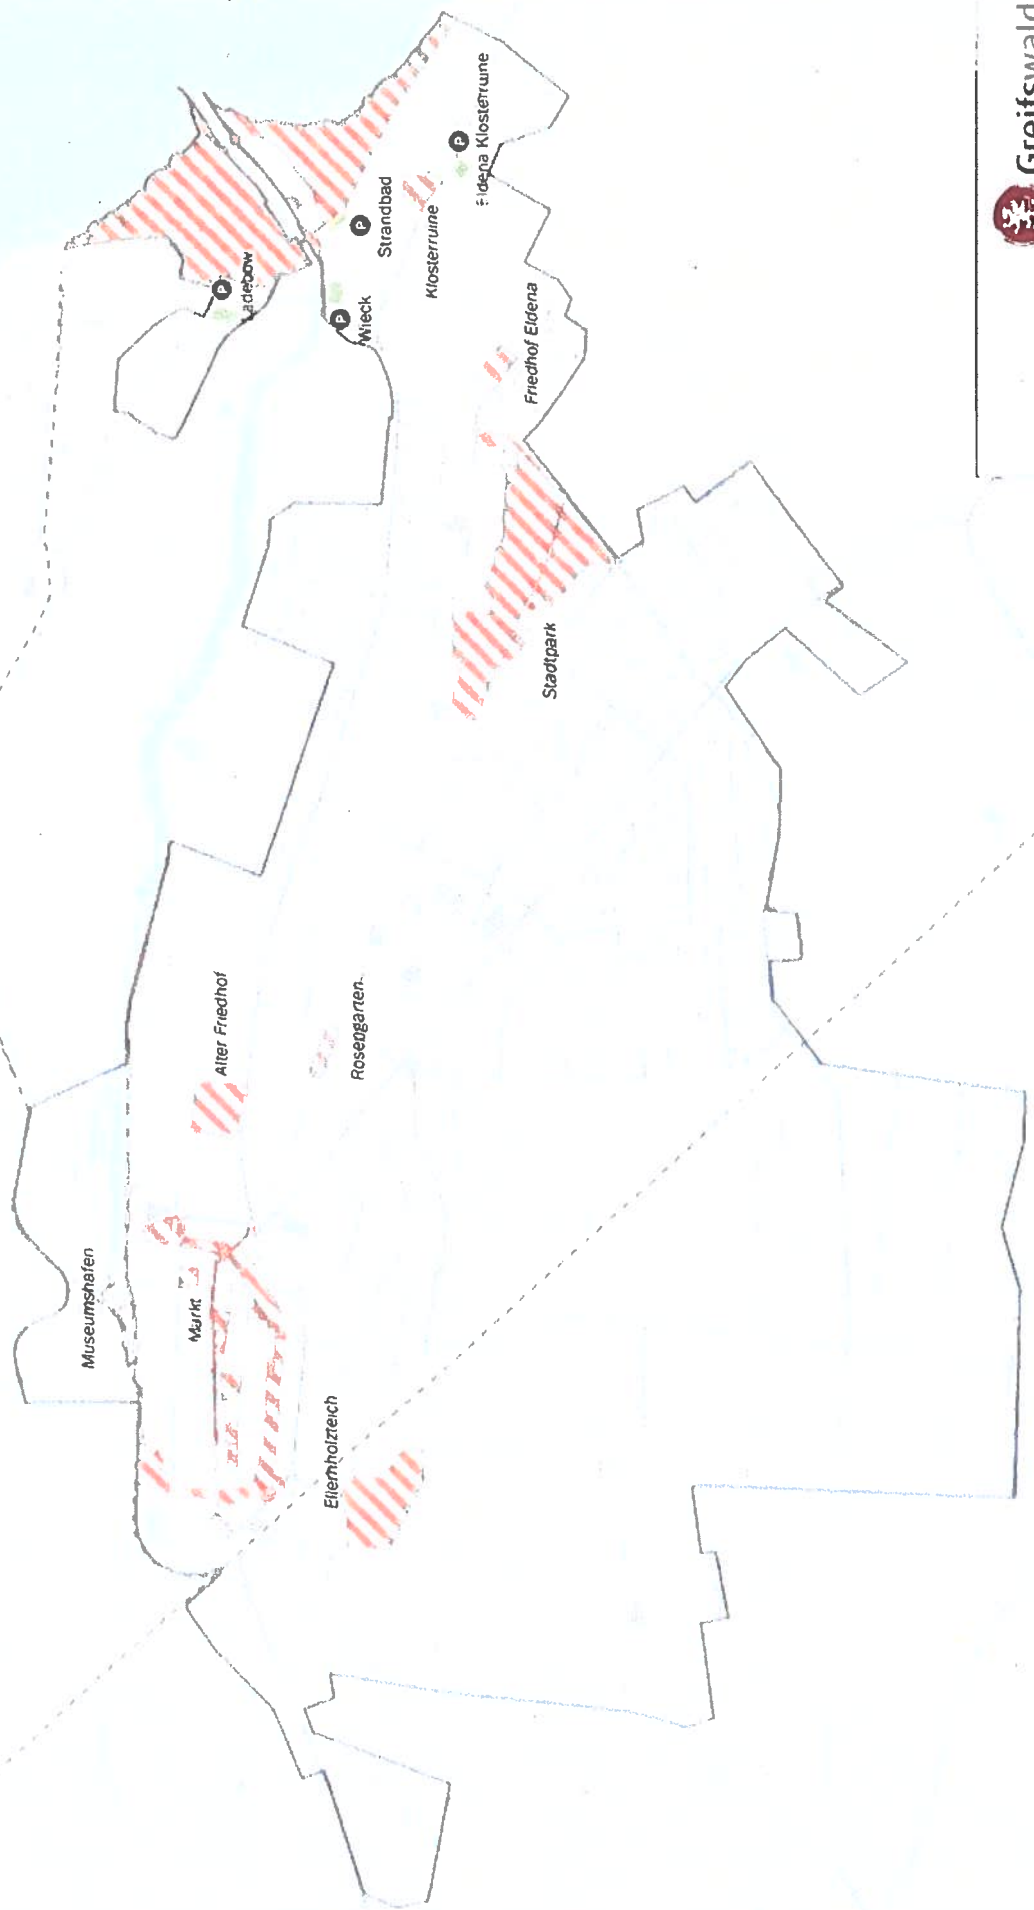 Museumshafen
Markt
Alter Friedhof
Ellernholzteich
Rosengarten
Stadtpark
Friedhof Eldena
Klosterruine
Ladebow
Wieck
Strandbad
Eldena Klosterruine
P
P
P
P
Greifswald